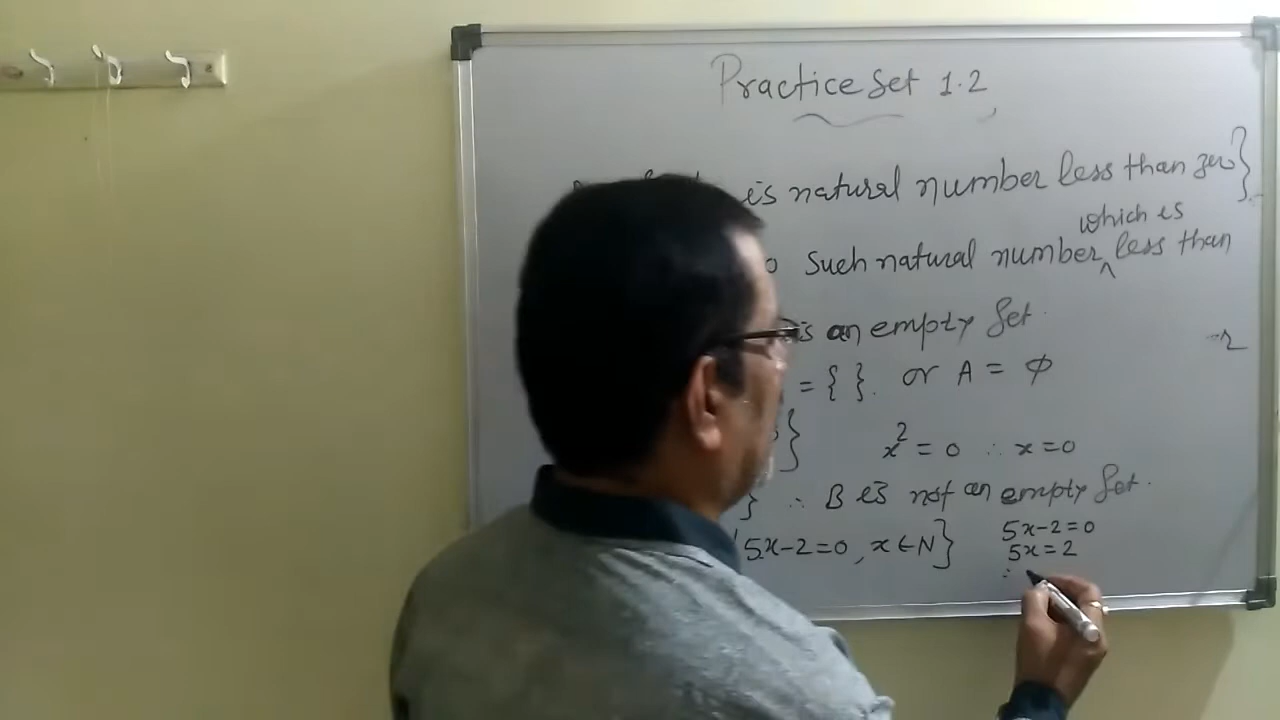 Practice Set 1.2
is natural number less than zero}
which is
Such natural number ^ less than
is an empty Set.
= { }. or A = ϕ
} x² = 0 ∴ x = 0
} ∴ B is not an empty Set.
5x-2=0, x ∈ N} 5x-2=0
5x=2
∴